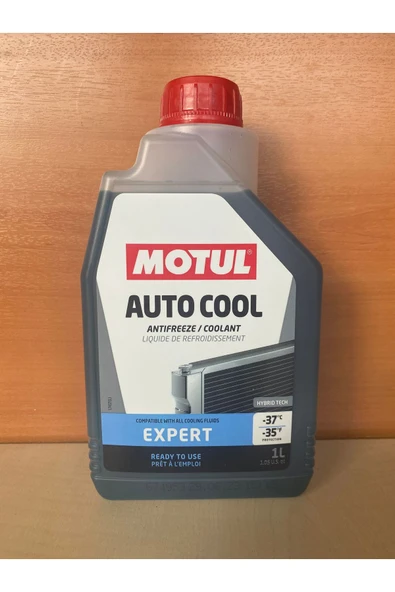 MOTUL
AUTO COOL
ANTIFREEZE / COOLANT
LIQUIDE DE REFROIDISSEMENT
HYBRID TECH
COMPATIBLE WITH ALL COOLING FLUIDS
EXPERT
-37°C
-35°F
PROTECTION
READY TO USE
PRÊT À L'EMPLOI
1L